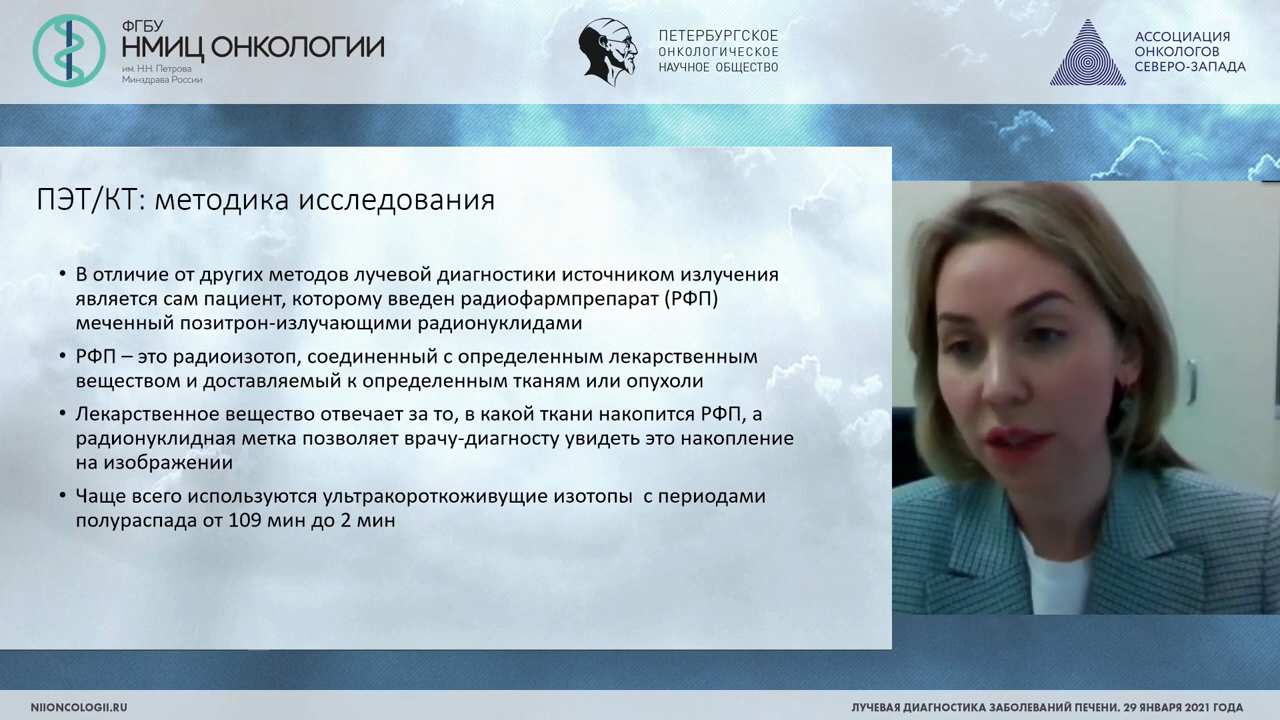 ФГБУ
НМИЦ ОНКОЛОГИИ
им. Н.Н. Петрова
Минздрава России
ПЕТЕРБУРГСКОЕ
ОНКОЛОГИЧЕСКОЕ
НАУЧНОЕ ОБЩЕСТВО
АССОЦИАЦИЯ
ОНКОЛОГОВ
СЕВЕРО-ЗАПАДА
ПЭТ/КТ: методика исследования
• В отличие от других методов лучевой диагностики источником излучения
является сам пациент, которому введен радиофармпрепарат (РФП)
меченный позитрон-излучающими радионуклидами
• РФП – это радиоизотоп, соединенный с определенным лекарственным
веществом и доставляемый к определенным тканям или опухоли
• Лекарственное вещество отвечает за то, в какой ткани накопится РФП, а
радионуклидная метка позволяет врачу-диагносту увидеть это накопление
на изображении
• Чаще всего используются ультракороткоживущие изотопы  с периодами
полураспада от 109 мин до 2 мин
NIIONCOLOGII.RU
ЛУЧЕВАЯ ДИАГНОСТИКА ЗАБОЛЕВАНИЙ ПЕЧЕНИ. 29 ЯНВАРЯ 2021 ГОДА